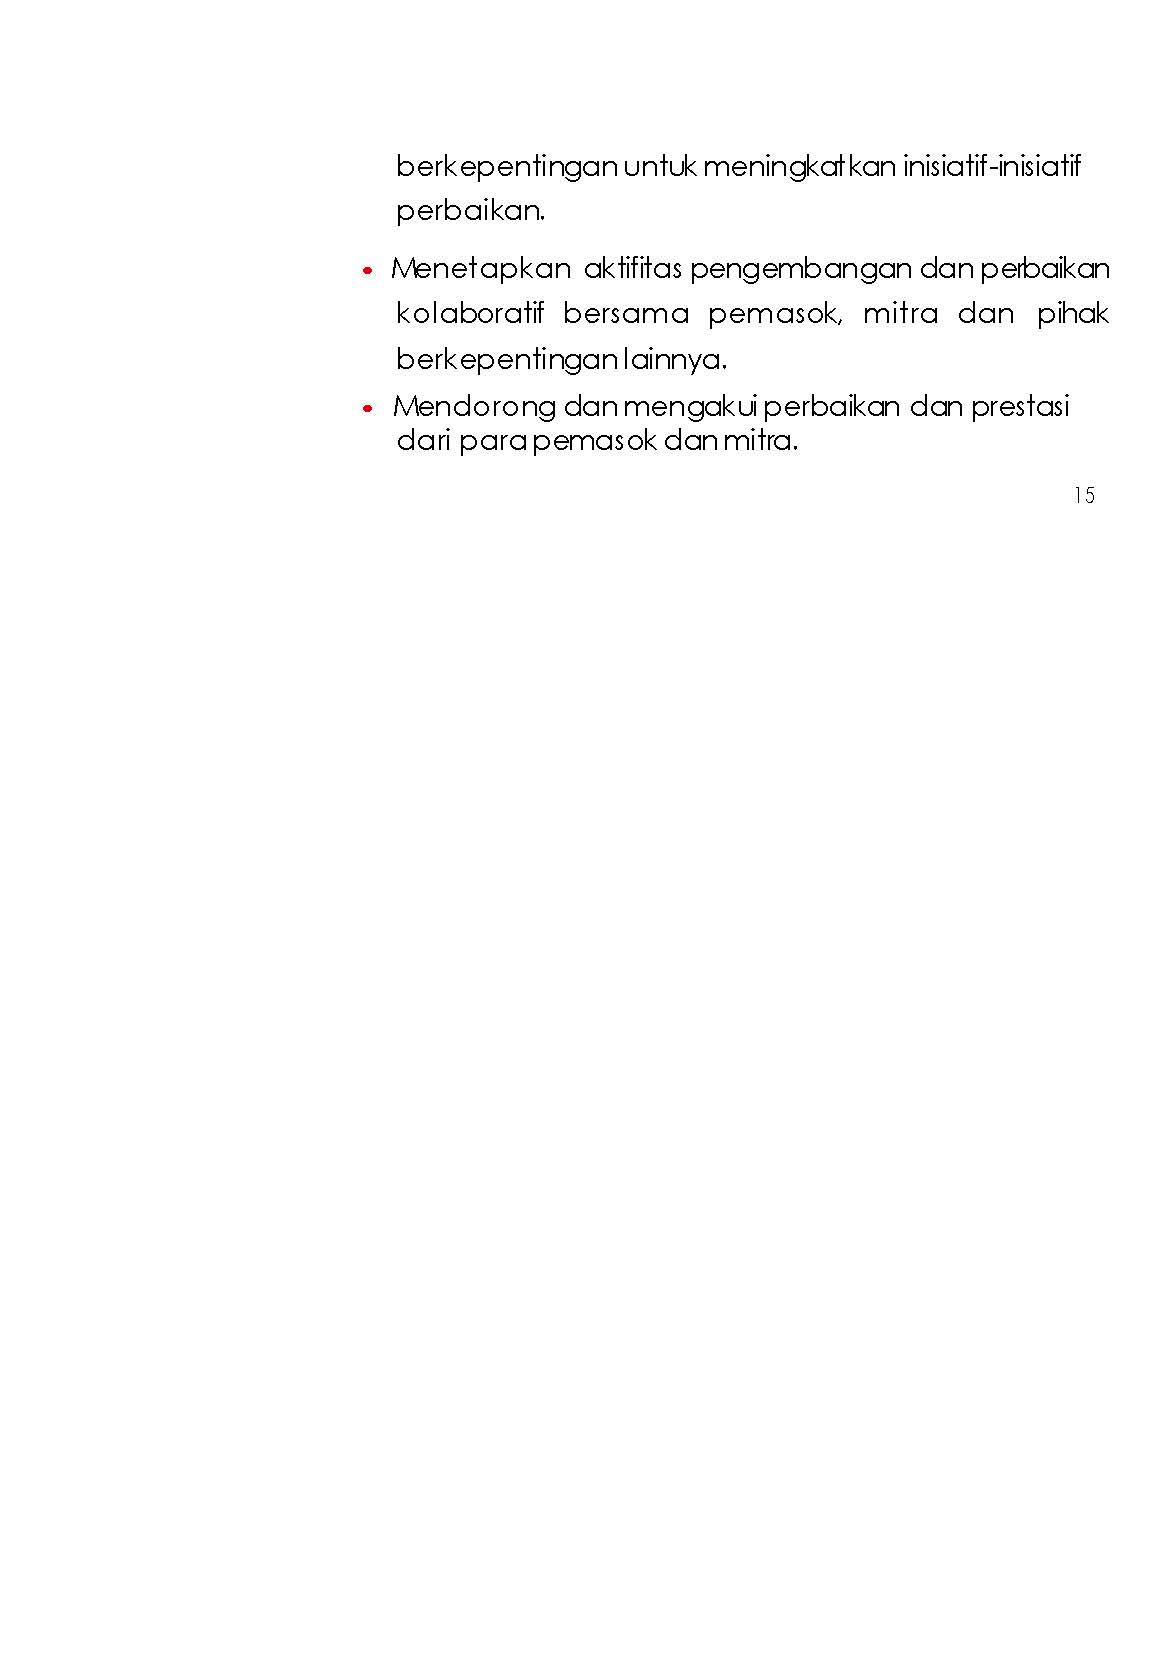 berkepentingan untuk meningkatkan inisiatif-inisiatif
perbaikan.
• Menetapkan aktifitas pengembangan dan perbaikan
kolaboratif bersama pemasok, mitra dan pihak
berkepentingan lainnya.
• Mendorong dan mengakui perbaikan dan prestasi
dari para pemasok dan mitra.
15